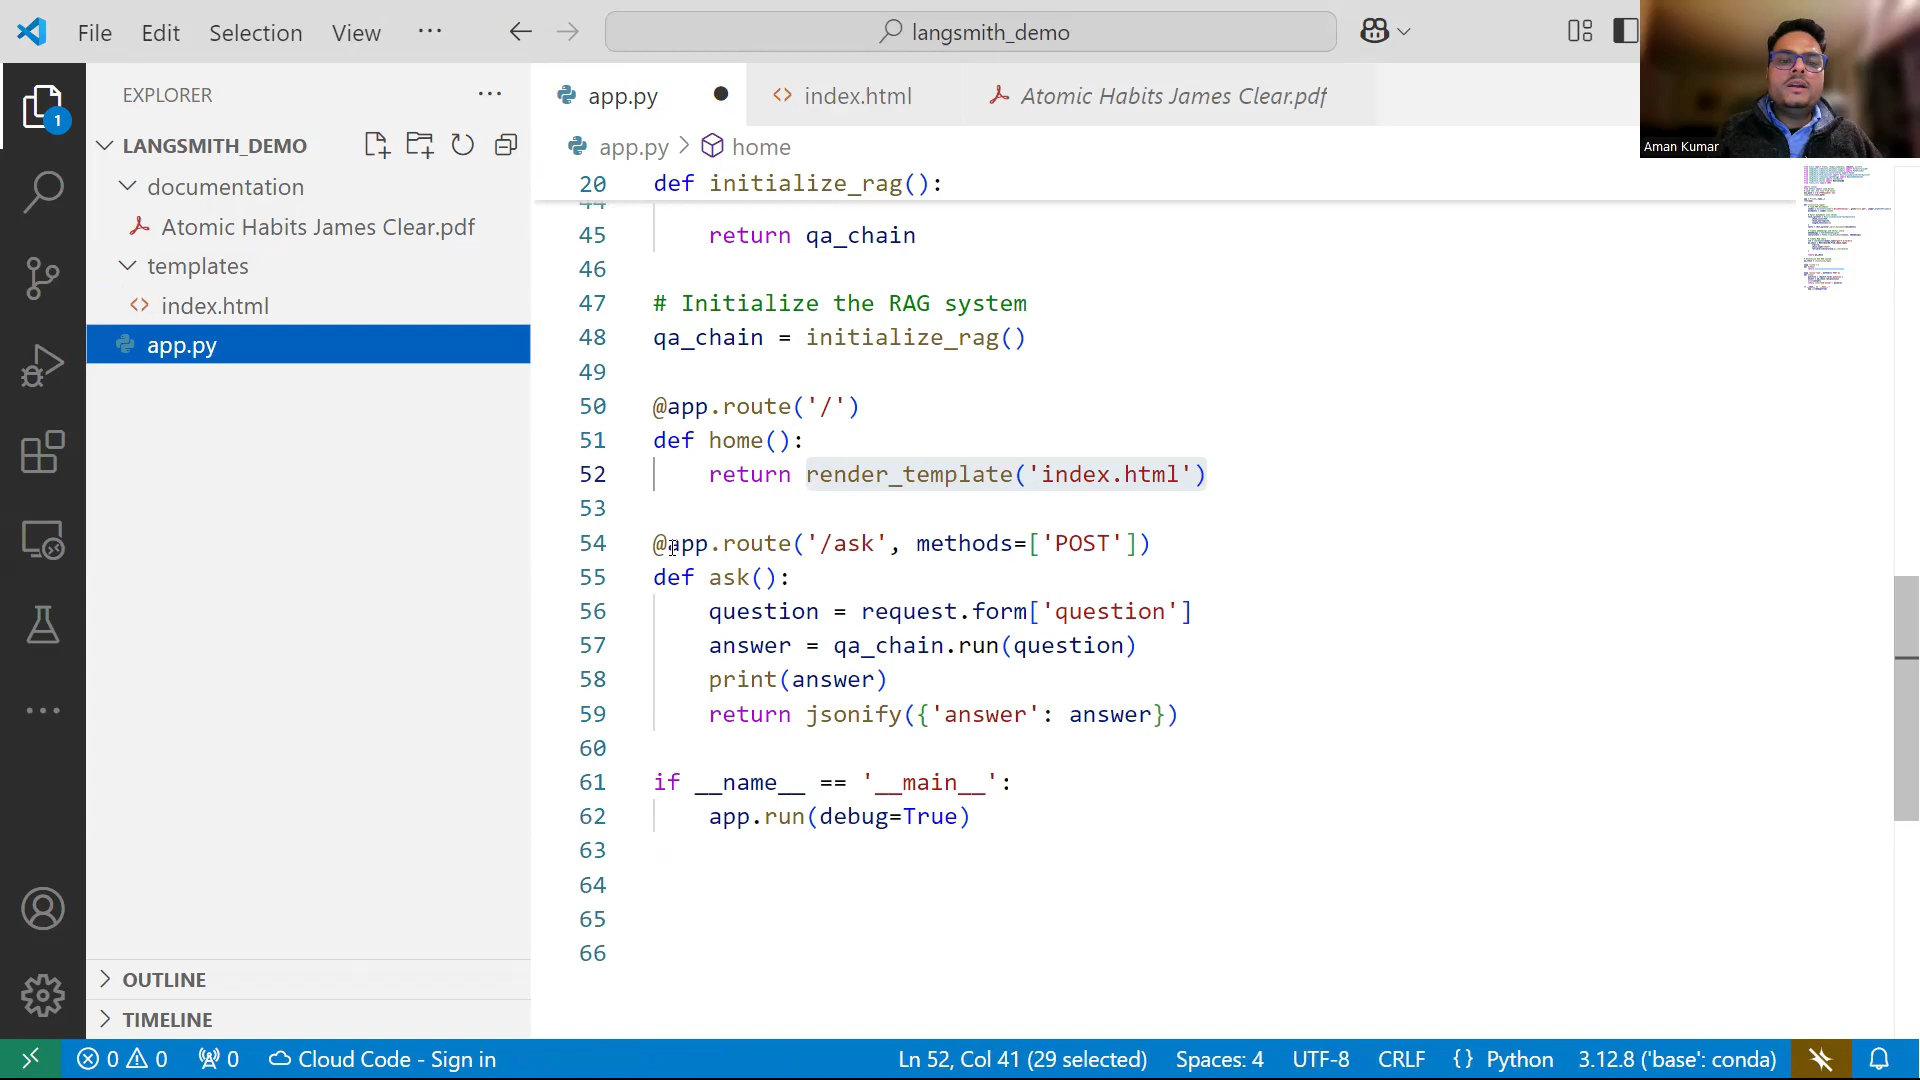 File Edit Selection View ···
langsmith_demo
Aman Kumar
EXPLORER ···
1
LANGSMITH_DEMO
documentation
Atomic Habits James Clear.pdf
templates
index.html
app.py
OUTLINE
TIMELINE
app.py
index.html
Atomic Habits James Clear.pdf
app.py > home
20 def initialize_rag():
44
45 return qa_chain
46
47 # Initialize the RAG system
48 qa_chain = initialize_rag()
49
50 @app.route('/')
51 def home():
52 return render_template('index.html')
53
54 @app.route('/ask', methods=['POST'])
55 def ask():
56 question = request.form['question']
57 answer = qa_chain.run(question)
58 print(answer)
59 return jsonify({'answer': answer})
60
61 if __name__ == '__main__':
62 app.run(debug=True)
63
64
65
66
0 0 0 Cloud Code - Sign in Ln 52, Col 41 (29 selected) Spaces: 4 UTF-8 CRLF {} Python 3.12.8 ('base': conda)